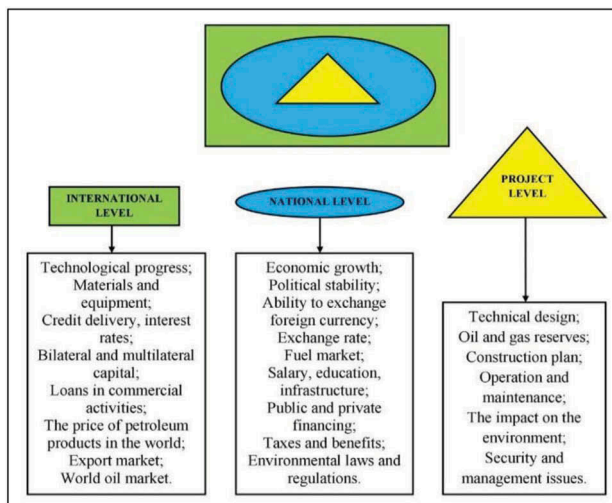 INTERNATIONAL
LEVEL
NATIONAL LEVEL
PROJECT
LEVEL
Technological progress;
Materials and
equipment;
Credit delivery, interest
rates;
Bilateral and multilateral
capital;
Loans in commercial
activities;
The price of petroleum
products in the world;
Export market;
World oil market.
Economic growth;
Political stability;
Ability to exchange
foreign currency;
Exchange rate;
Fuel market;
Salary, education,
infrastructure;
Public and private
financing;
Taxes and benefits;
Environmental laws and
regulations.
Technical design;
Oil and gas reserves;
Construction plan;
Operation and
maintenance;
The impact on the
environment;
Security and
management issues.